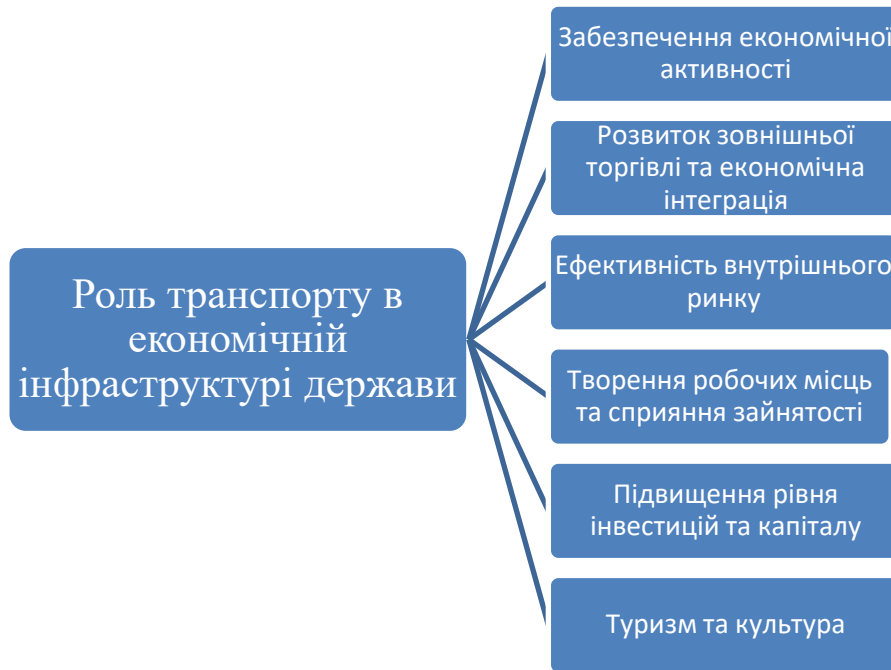 Роль транспорту в
економічній
інфраструктурі держави
Забезпечення економічної
активності
Розвиток зовнішньої
торгівлі та економічна
інтеграція
Ефективність внутрішнього
ринку
Творення робочих місць
та сприяння зайнятості
Підвищення рівня
інвестицій та капіталу
Туризм та культура